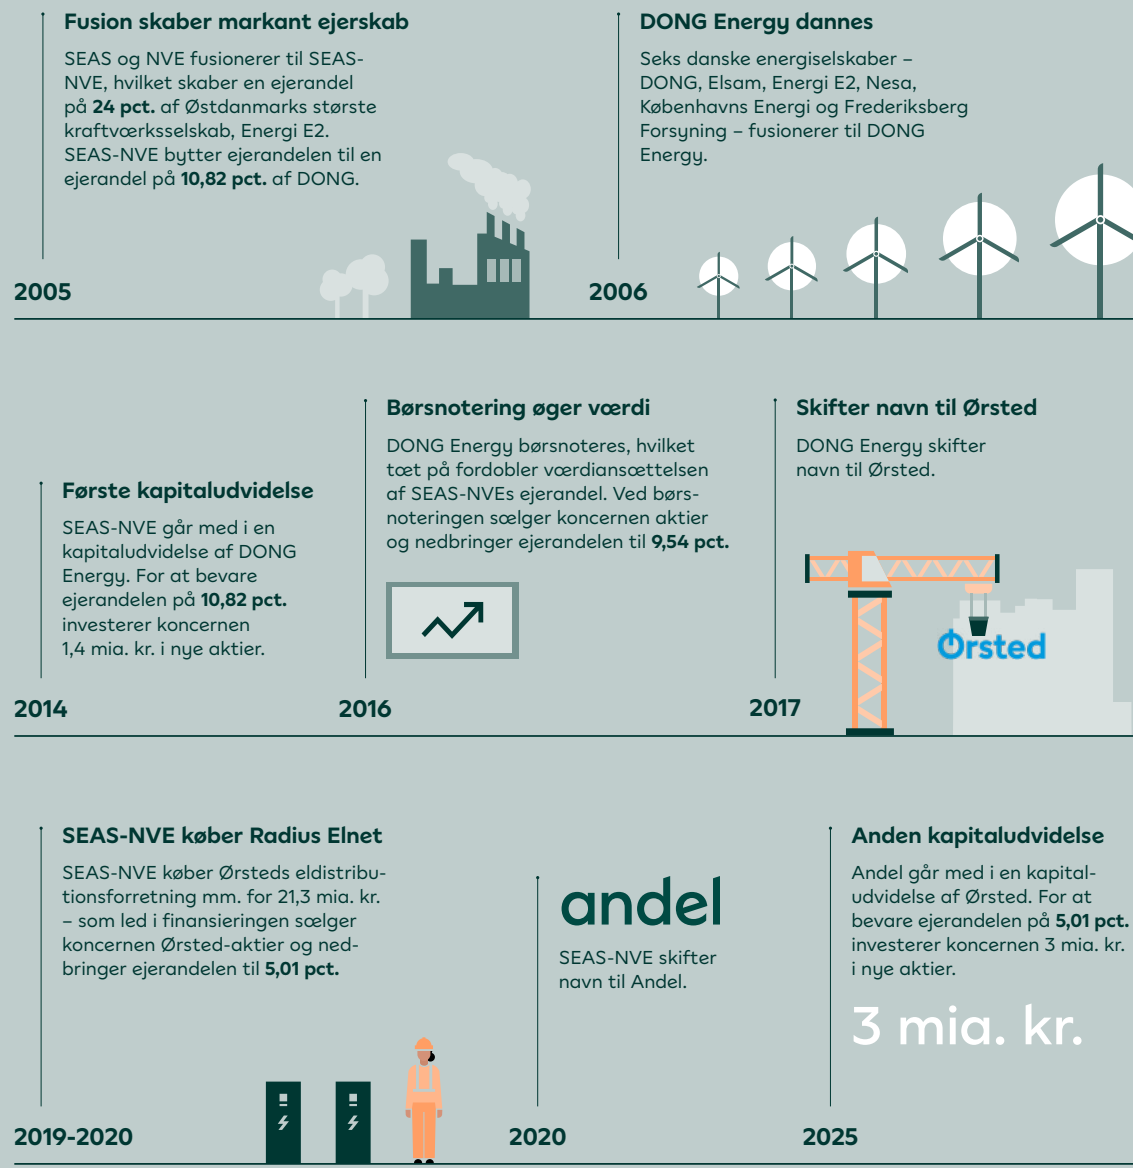 Fusion skaber markant ejerskab
SEAS og NVE fusionerer til SEAS-
NVE, hvilket skaber en ejerandel
på 24 pct. af Østdanmarks største
kraftværksselskab, Energi E2.
SEAS-NVE bytter ejerandelen til en
ejerandel på 10,82 pct. af DONG.
2005
DONG Energy dannes
Seks danske energiselskaber –
DONG, Elsam, Energi E2, Nesa,
Københavns Energi og Frederiksberg
Forsyning – fusionerer til DONG
Energy.
2006
Første kapitaludvidelse
SEAS-NVE går med i en
kapitaludvidelse af DONG
Energy. For at bevare
ejerandelen på 10,82 pct.
investerer koncernen
1,4 mia. kr. i nye aktier.
2014
Børsnotering øger værdi
DONG Energy børsnoteres, hvilket
tæt på fordobler værdiansættelsen
af SEAS-NVEs ejerandel. Ved børs-
noteringen sælger koncernen aktier
og nedbringer ejerandelen til 9,54 pct.
2016
Skifter navn til Ørsted
DONG Energy skifter
navn til Ørsted.
Ørsted
2017
SEAS-NVE køber Radius Elnet
SEAS-NVE køber Ørsteds eldistribu-
tionsforretning mm. for 21,3 mia. kr.
– som led i finansieringen sælger
koncernen Ørsted-aktier og ned-
bringer ejerandelen til 5,01 pct.
2019-2020
andel
SEAS-NVE skifter
navn til Andel.
2020
Anden kapitaludvidelse
Andel går med i en kapital-
udvidelse af Ørsted. For at
bevare ejerandelen på 5,01 pct.
investerer koncernen 3 mia. kr.
i nye aktier.
3 mia. kr.
2025